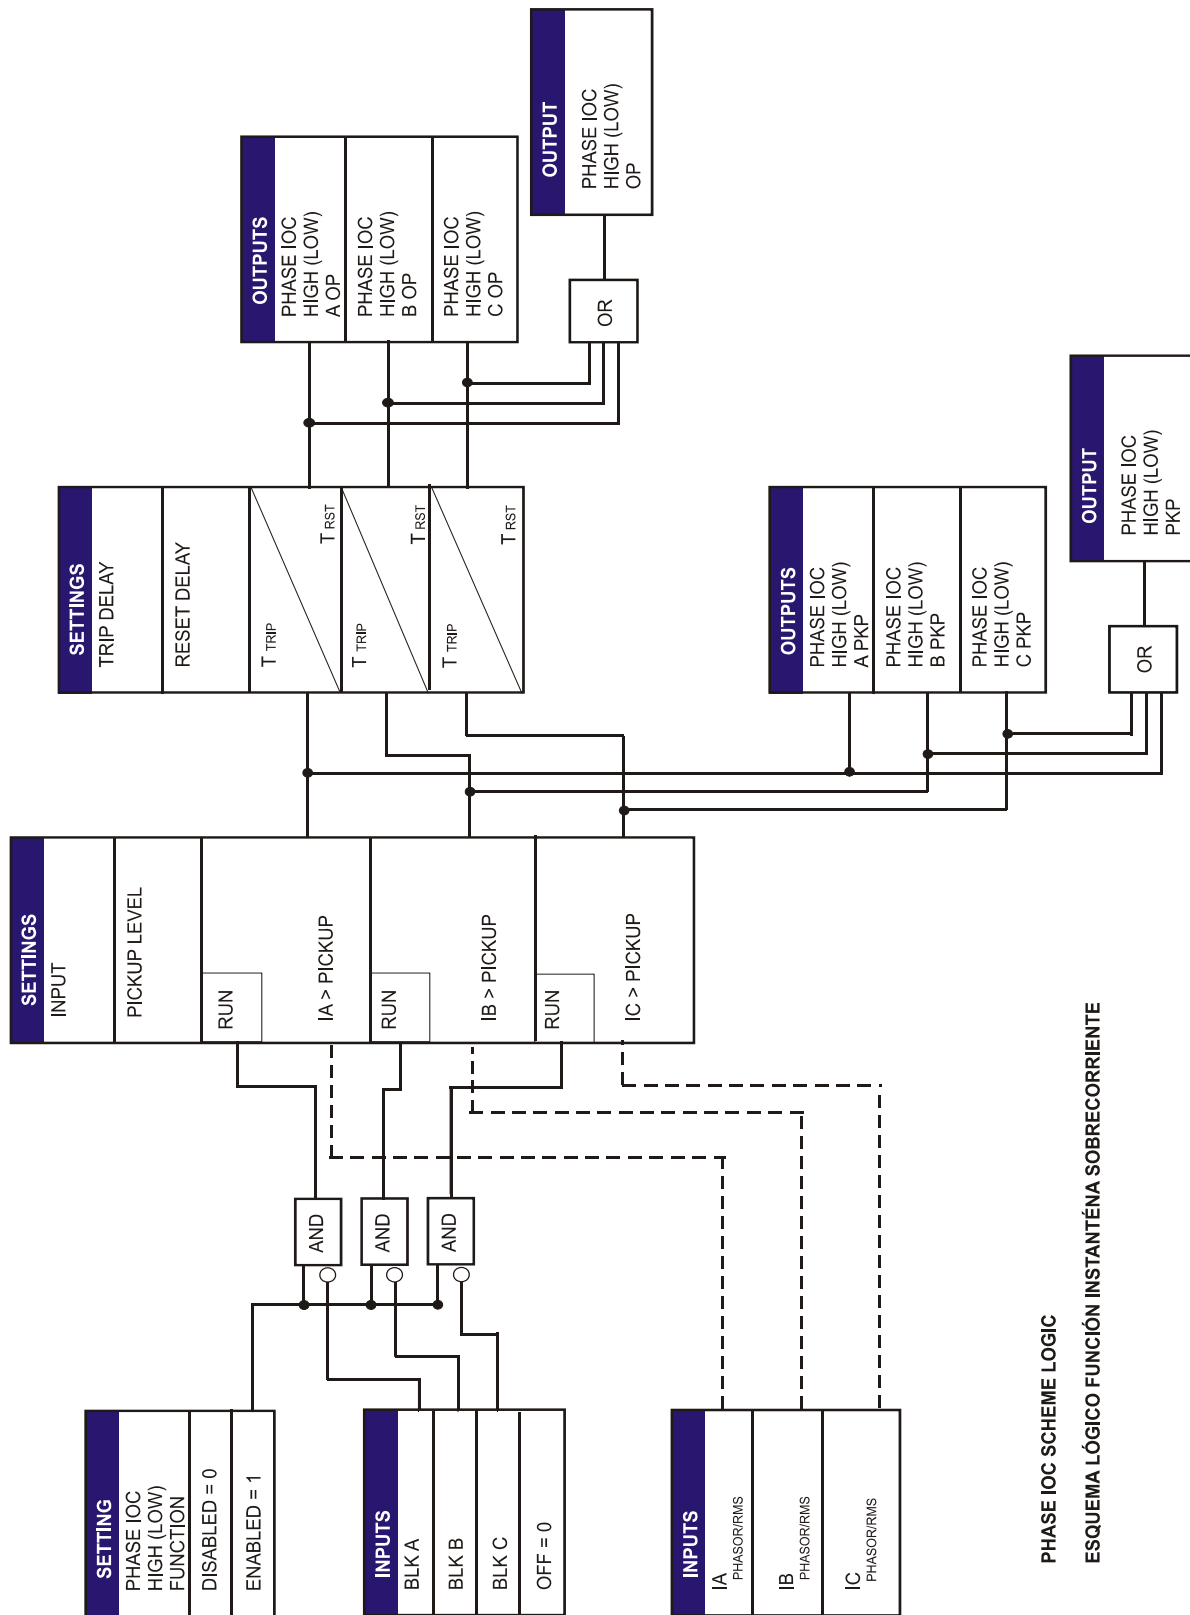 SETTING
PHASE IOC
HIGH (LOW)
FUNCTION
DISABLED = 0
ENABLED = 1
INPUTS
BLK A
BLK B
BLK C
OFF = 0
INPUTS
IA
PHASOR/RMS
IB
PHASOR/RMS
IC
PHASOR/RMS
AND
AND
AND
SETTINGS
INPUT
PICKUP LEVEL
RUN
IA > PICKUP
RUN
IB > PICKUP
RUN
IC > PICKUP
SETTINGS
TRIP DELAY
RESET DELAY
T TRIP
T RST
T TRIP
T RST
T TRIP
T RST
OUTPUTS
PHASE IOC
HIGH (LOW)
A OP
PHASE IOC
HIGH (LOW)
B OP
PHASE IOC
HIGH (LOW)
C OP
OR
OUTPUT
PHASE IOC
HIGH (LOW)
OP
OUTPUTS
PHASE IOC
HIGH (LOW)
A PKP
PHASE IOC
HIGH (LOW)
B PKP
PHASE IOC
HIGH (LOW)
C PKP
OR
OUTPUT
PHASE IOC
HIGH (LOW)
PKP
PHASE IOC SCHEME LOGIC
ESQUEMA LÓGICO FUNCIÓN INSTANTÉNA SOBRECORRIENTE